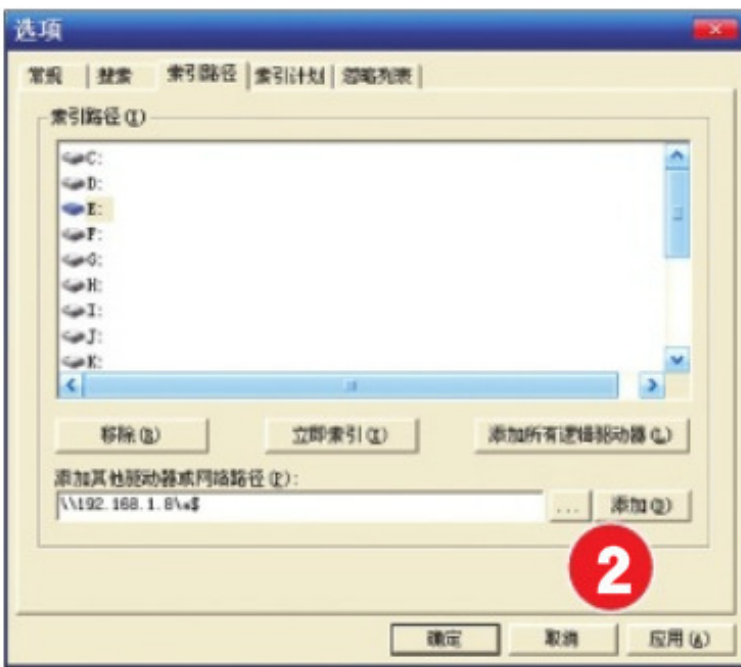 选项
常规 搜索 索引路径 索引计划 忽略列表
索引路径(I)
C:
D:
E:
F:
G:
H:
I:
J:
K:
移除(R) 立即索引(X) 添加所有逻辑驱动器(L)
添加其他驱动器或网络路径(P):
\\192.168.1.8\e$ ... 添加(D)
2
确定 取消 应用(A)